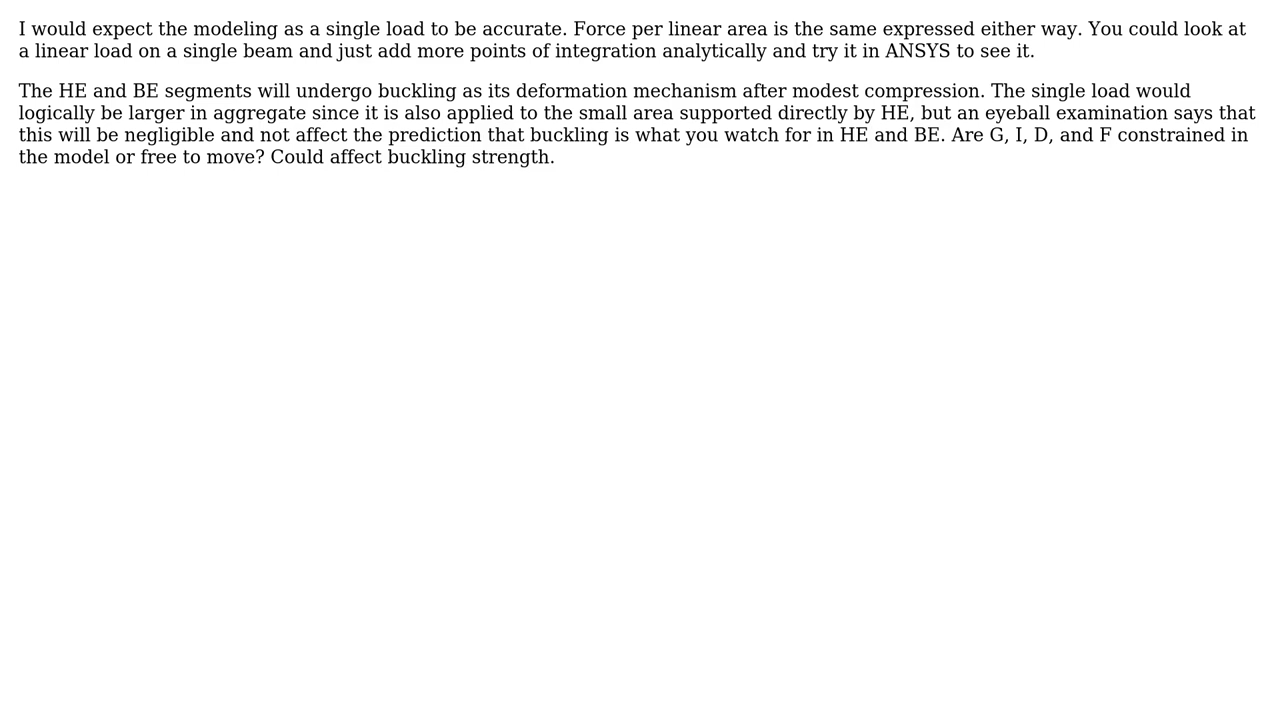 I would expect the modeling as a single load to be accurate. Force per linear area is the same expressed either way. You could look at
a linear load on a single beam and just add more points of integration analytically and try it in ANSYS to see it.
The HE and BE segments will undergo buckling as its deformation mechanism after modest compression. The single load would
logically be larger in aggregate since it is also applied to the small area supported directly by HE, but an eyeball examination says that
this will be negligible and not affect the prediction that buckling is what you watch for in HE and BE. Are G, I, D, and F constrained in
the model or free to move? Could affect buckling strength.